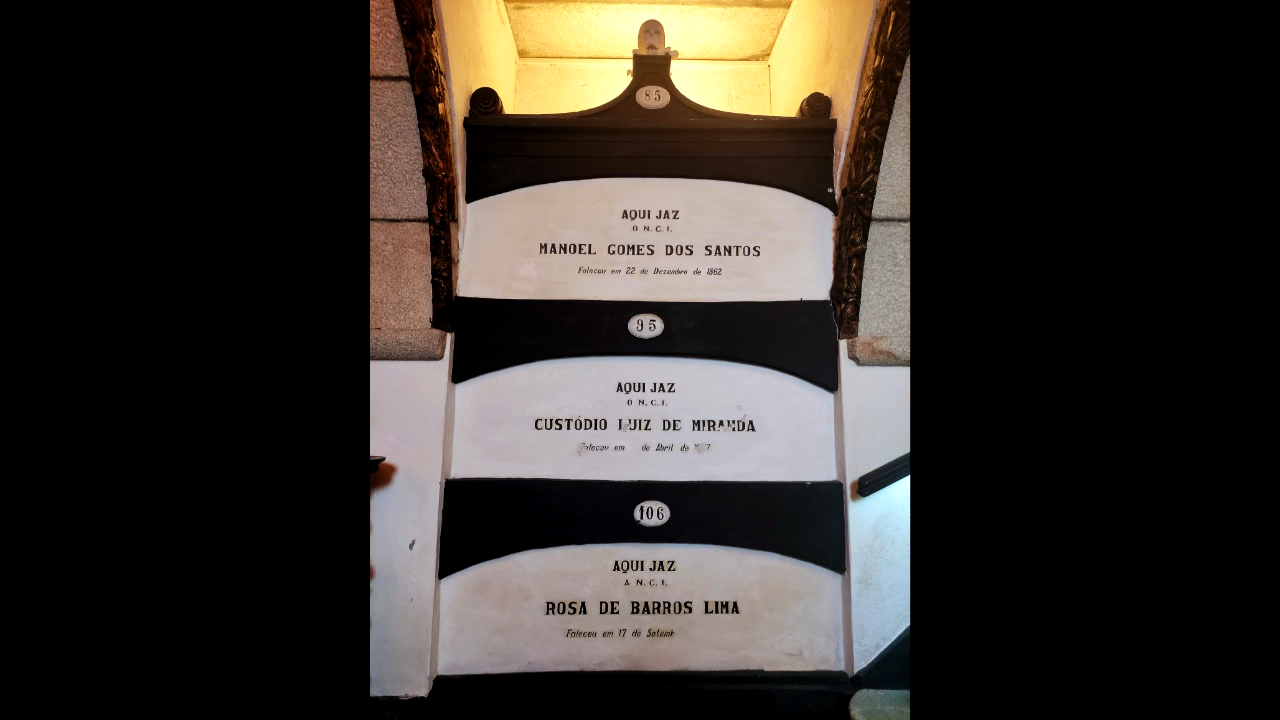 85
AQUI JAZ
O N. C. I.
MANOEL GOMES DOS SANTOS
Faleceu em 22 de Dezembro de 1862
95
AQUI JAZ
O N. C. I.
CUSTÓDIO LUIZ DE MIRANDA
Faleceu em de Abril de
106
AQUI JAZ
A N. C. I.
ROSA DE BARROS LIMA
Faleceu em 17 de Setemb